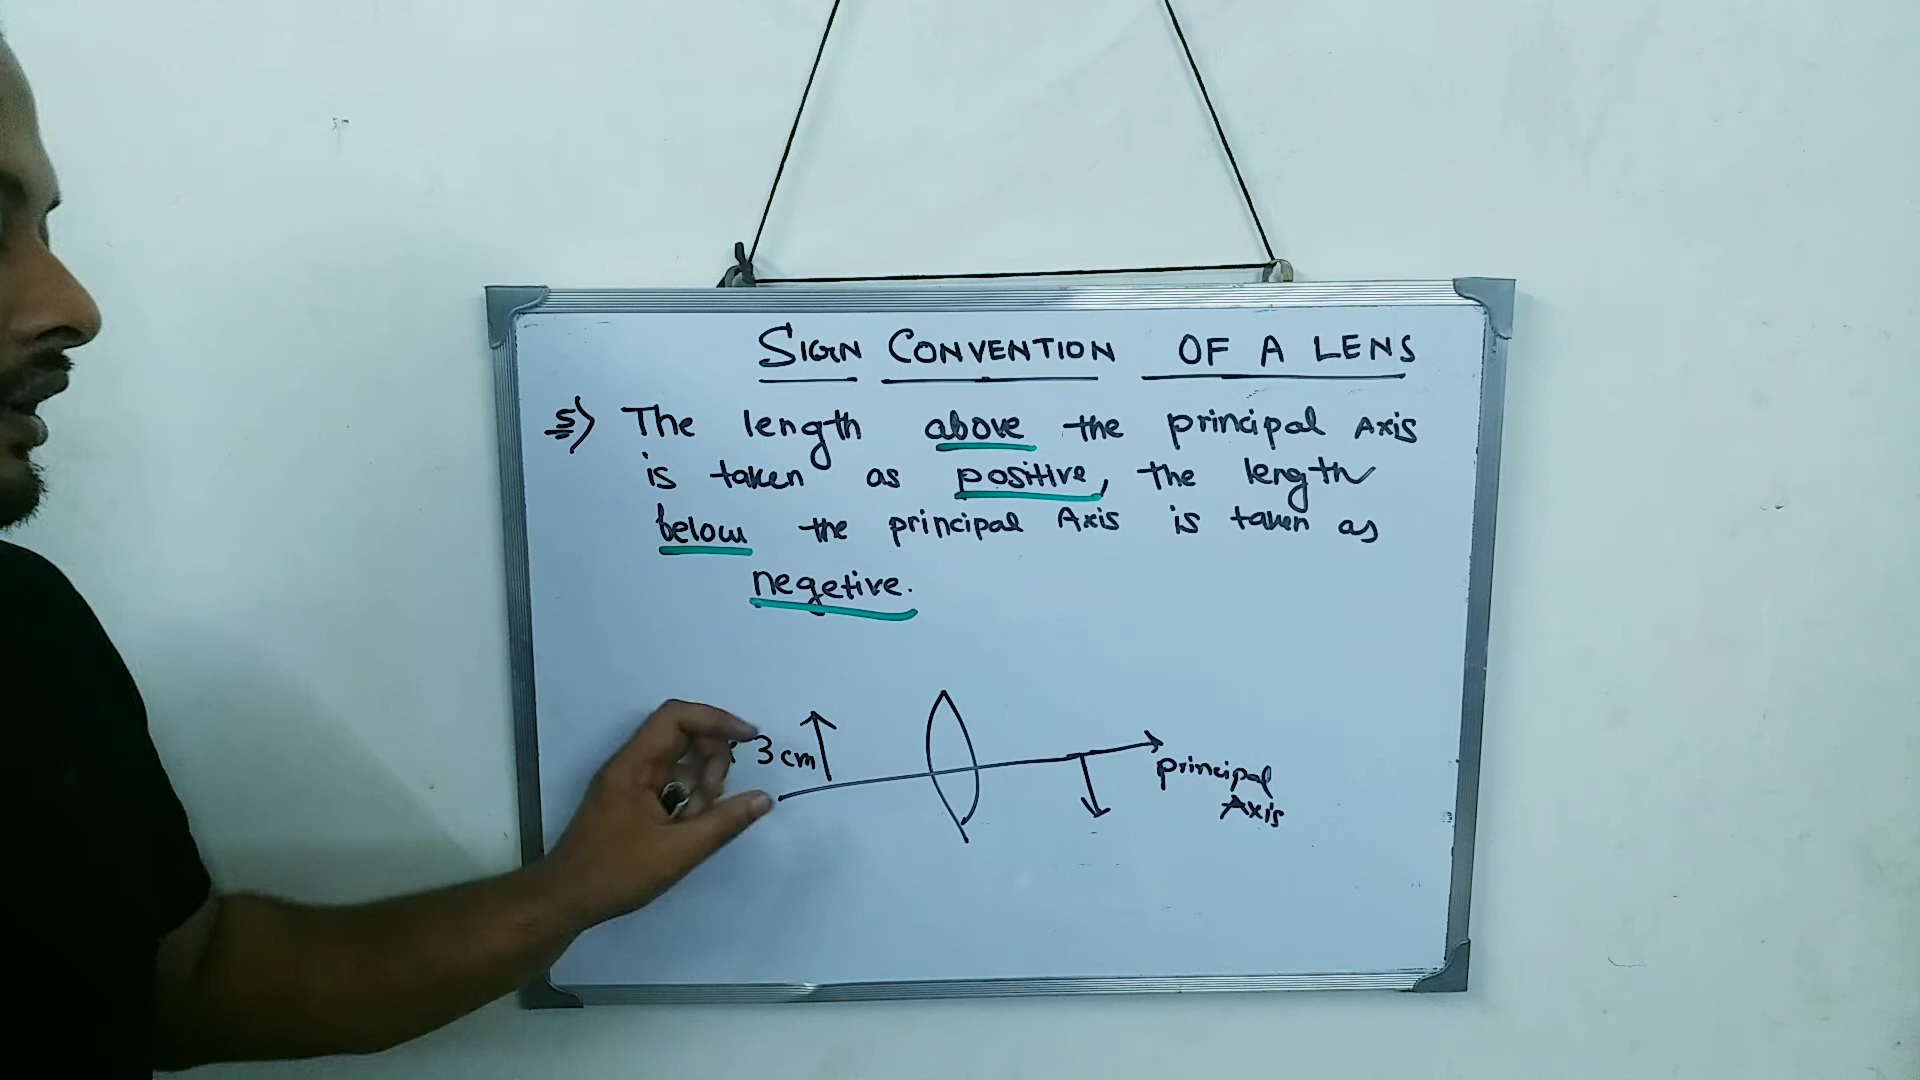 SIGN CONVENTION OF A LENS
5) The length above the principal Axis
is taken as positive, the length
below the principal Axis is taken as
negetive.
3 cm
principal
Axis